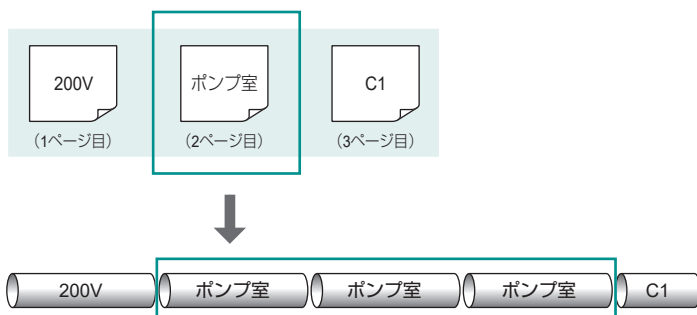 200V ポンプ室 C1
（1ページ目） （2ページ目） （3ページ目）
200V ポンプ室 ポンプ室 ポンプ室 C1